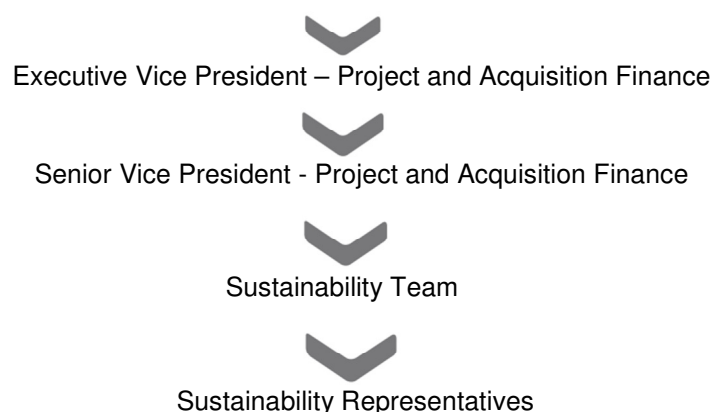 Executive Vice President – Project and Acquisition Finance
Senior Vice President - Project and Acquisition Finance
Sustainability Team
Sustainability Representatives